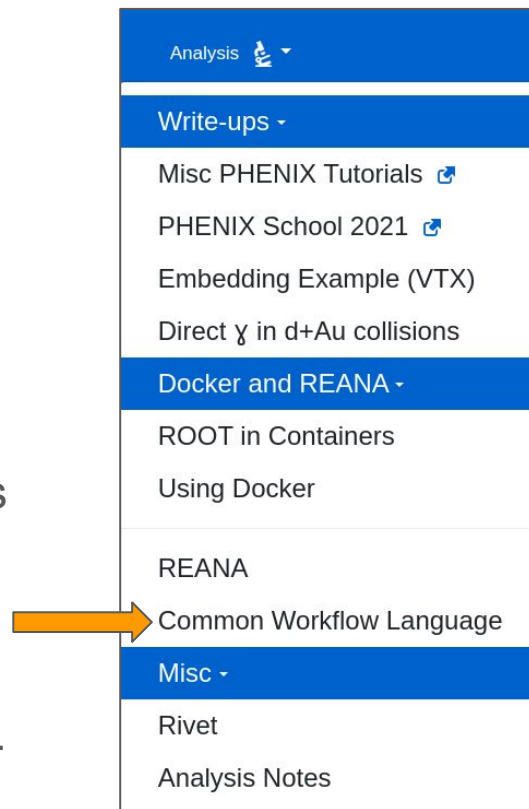 Analysis
Write-ups
Misc PHENIX Tutorials
PHENIX School 2021
Embedding Example (VTX)
Direct ɣ in d+Au collisions
Docker and REANA
ROOT in Containers
Using Docker
s
REANA
Common Workflow Language
Misc
.
Rivet
Analysis Notes